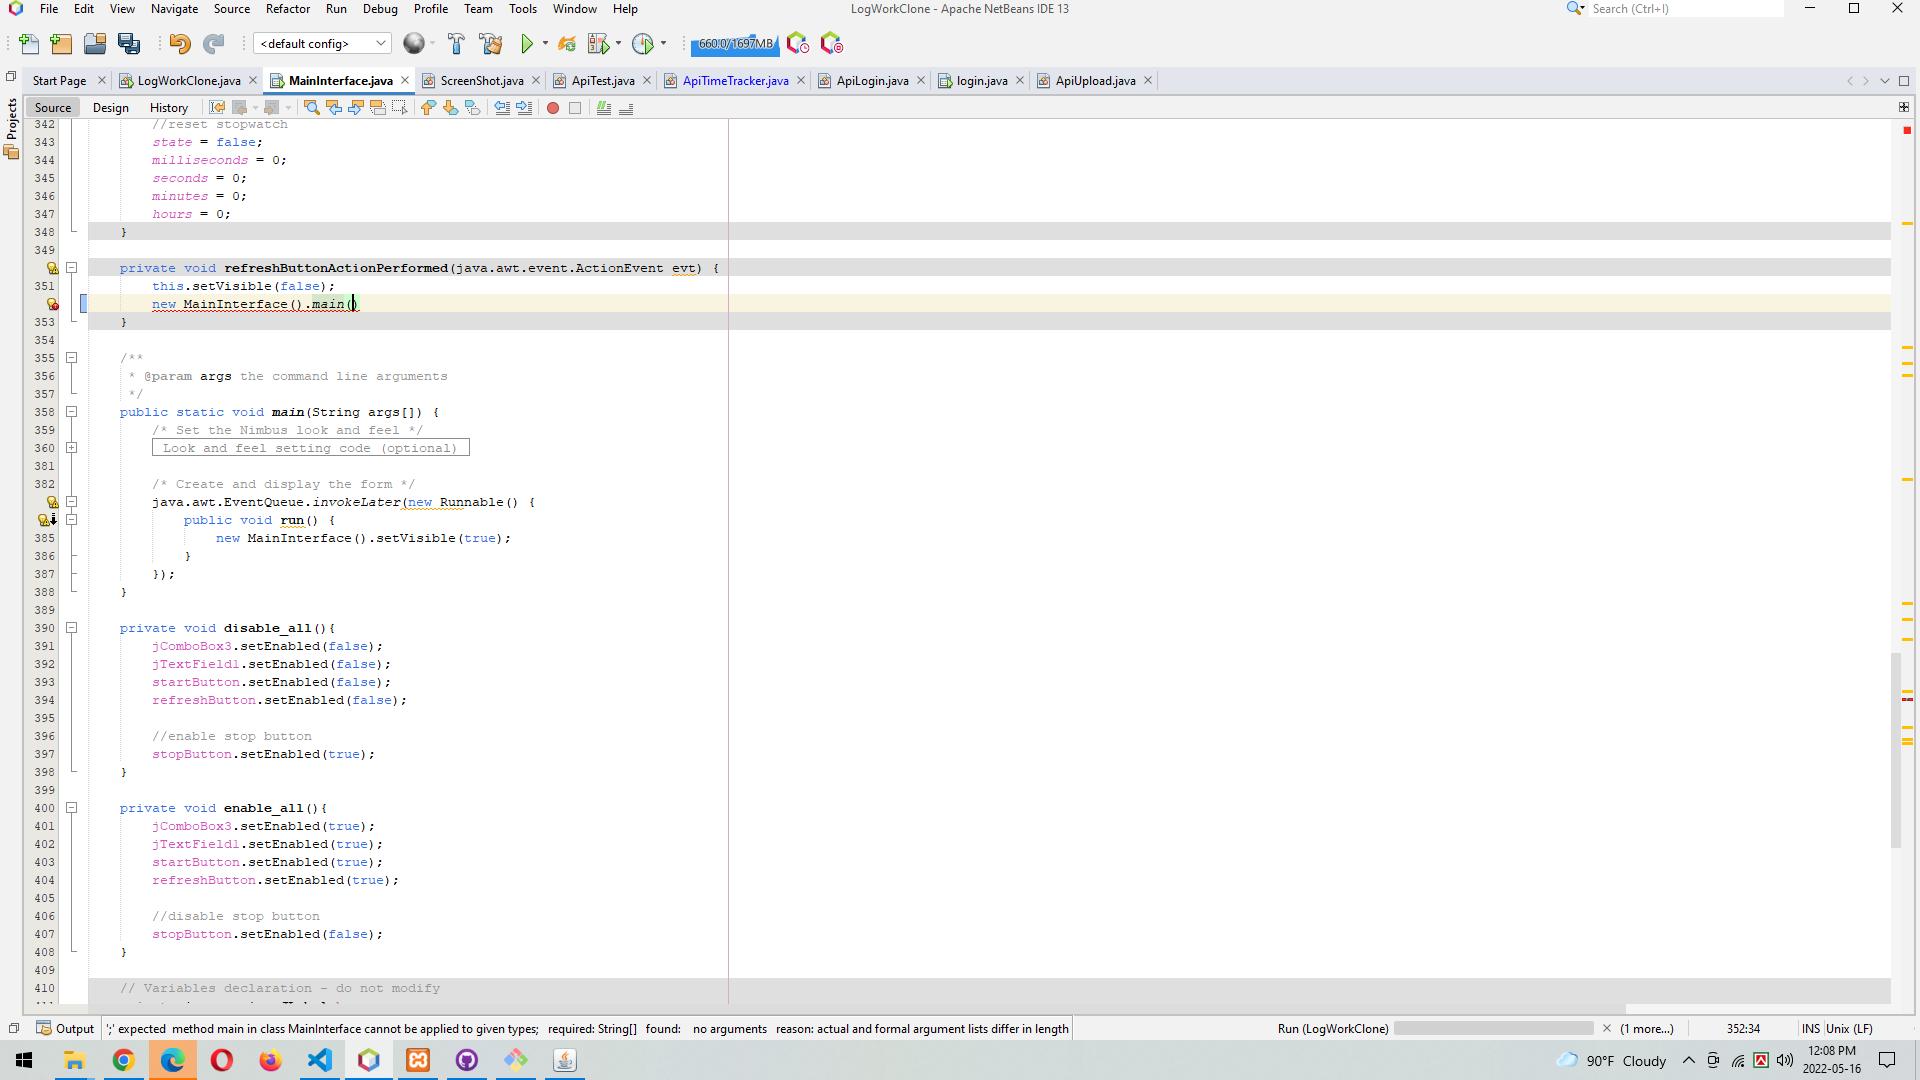 File Edit View Navigate Source Refactor Run Debug Profile Team Tools Window Help LogWorkClone - Apache NetBeans IDE 13 Search (Ctrl+I)
<default config> 660.0/1697MB
Start Page LogWorkClone.java MainInterface.java ScreenShot.java ApiTest.java ApiTimeTracker.java ApiLogin.java login.java ApiUpload.java
Projects
Source Design History
342 //reset stopwatch
343 state = false;
344 milliseconds = 0;
345 seconds = 0;
346 minutes = 0;
347 hours = 0;
348 }
349
private void refreshButtonActionPerformed(java.awt.event.ActionEvent evt) {
351 this.setVisible(false);
new MainInterface().main()
353 }
354
355 /**
356 * @param args the command line arguments
357 */
358 public static void main(String args[]) {
359 /* Set the Nimbus look and feel */
360 Look and feel setting code (optional)
381
382 /* Create and display the form */
java.awt.EventQueue.invokeLater(new Runnable() {
public void run() {
385 new MainInterface().setVisible(true);
386 }
387 });
388 }
389
390 private void disable_all(){
391 jComboBox3.setEnabled(false);
392 jTextField1.setEnabled(false);
393 startButton.setEnabled(false);
394 refreshButton.setEnabled(false);
395
396 //enable stop button
397 stopButton.setEnabled(true);
398 }
399
400 private void enable_all(){
401 jComboBox3.setEnabled(true);
402 jTextField1.setEnabled(true);
403 startButton.setEnabled(true);
404 refreshButton.setEnabled(true);
405
406 //disable stop button
407 stopButton.setEnabled(false);
408 }
409
410 // Variables declaration - do not modify
Output ';' expected method main in class MainInterface cannot be applied to given types; required: String[] found: no arguments reason: actual and formal argument lists differ in length Run (LogWorkClone) (1 more...) 352:34 INS Unix (LF)
90°F Cloudy 12:08 PM
2022-05-16